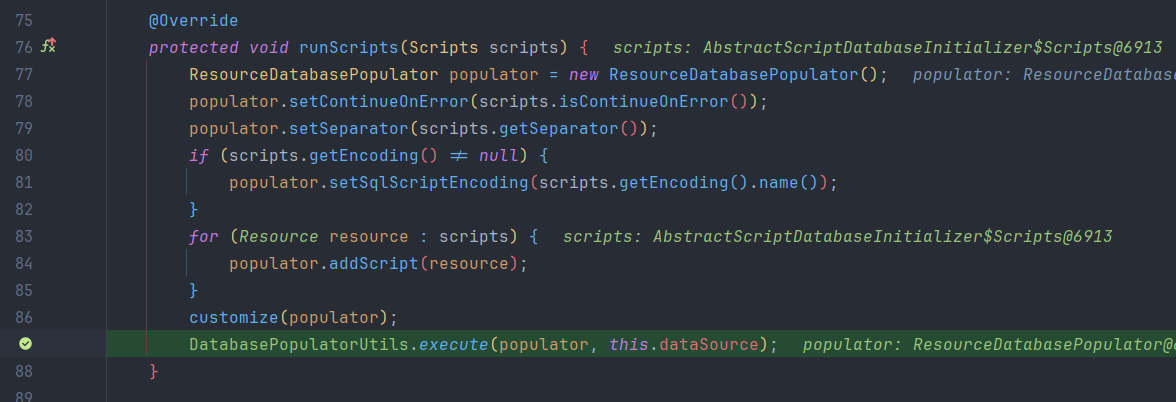 75 @Override
76 protected void runScripts(Scripts scripts) { scripts: AbstractScriptDatabaseInitializer$Scripts@6913
77 ResourceDatabasePopulator populator = new ResourceDatabasePopulator(); populator: ResourceDatabase
78 populator.setContinueOnError(scripts.isContinueOnError());
79 populator.setSeparator(scripts.getSeparator());
80 if (scripts.getEncoding() != null) {
81 populator.setSqlScriptEncoding(scripts.getEncoding().name());
82 }
83 for (Resource resource : scripts) { scripts: AbstractScriptDatabaseInitializer$Scripts@6913
84 populator.addScript(resource);
85 }
86 customize(populator);
DatabasePopulatorUtils.execute(populator, this.dataSource); populator: ResourceDatabasePopulator@
88 }
89